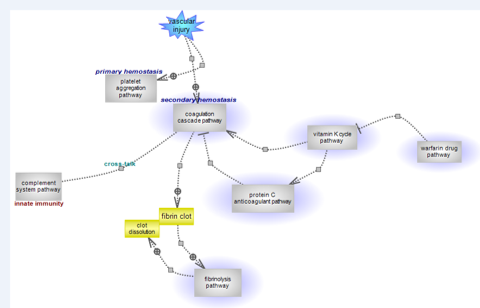 vascular
injury
primary hemostasis
platelet
aggregation
pathway
secondary hemostasis
coagulation
cascade pathway
vitamin K cycle
pathway
warfarin drug
pathway
cross-talk
complement
system pathway
innate immunity
protein C
anticoagulant pathway
fibrin clot
clot
dissolution
fibrinolysis
pathway